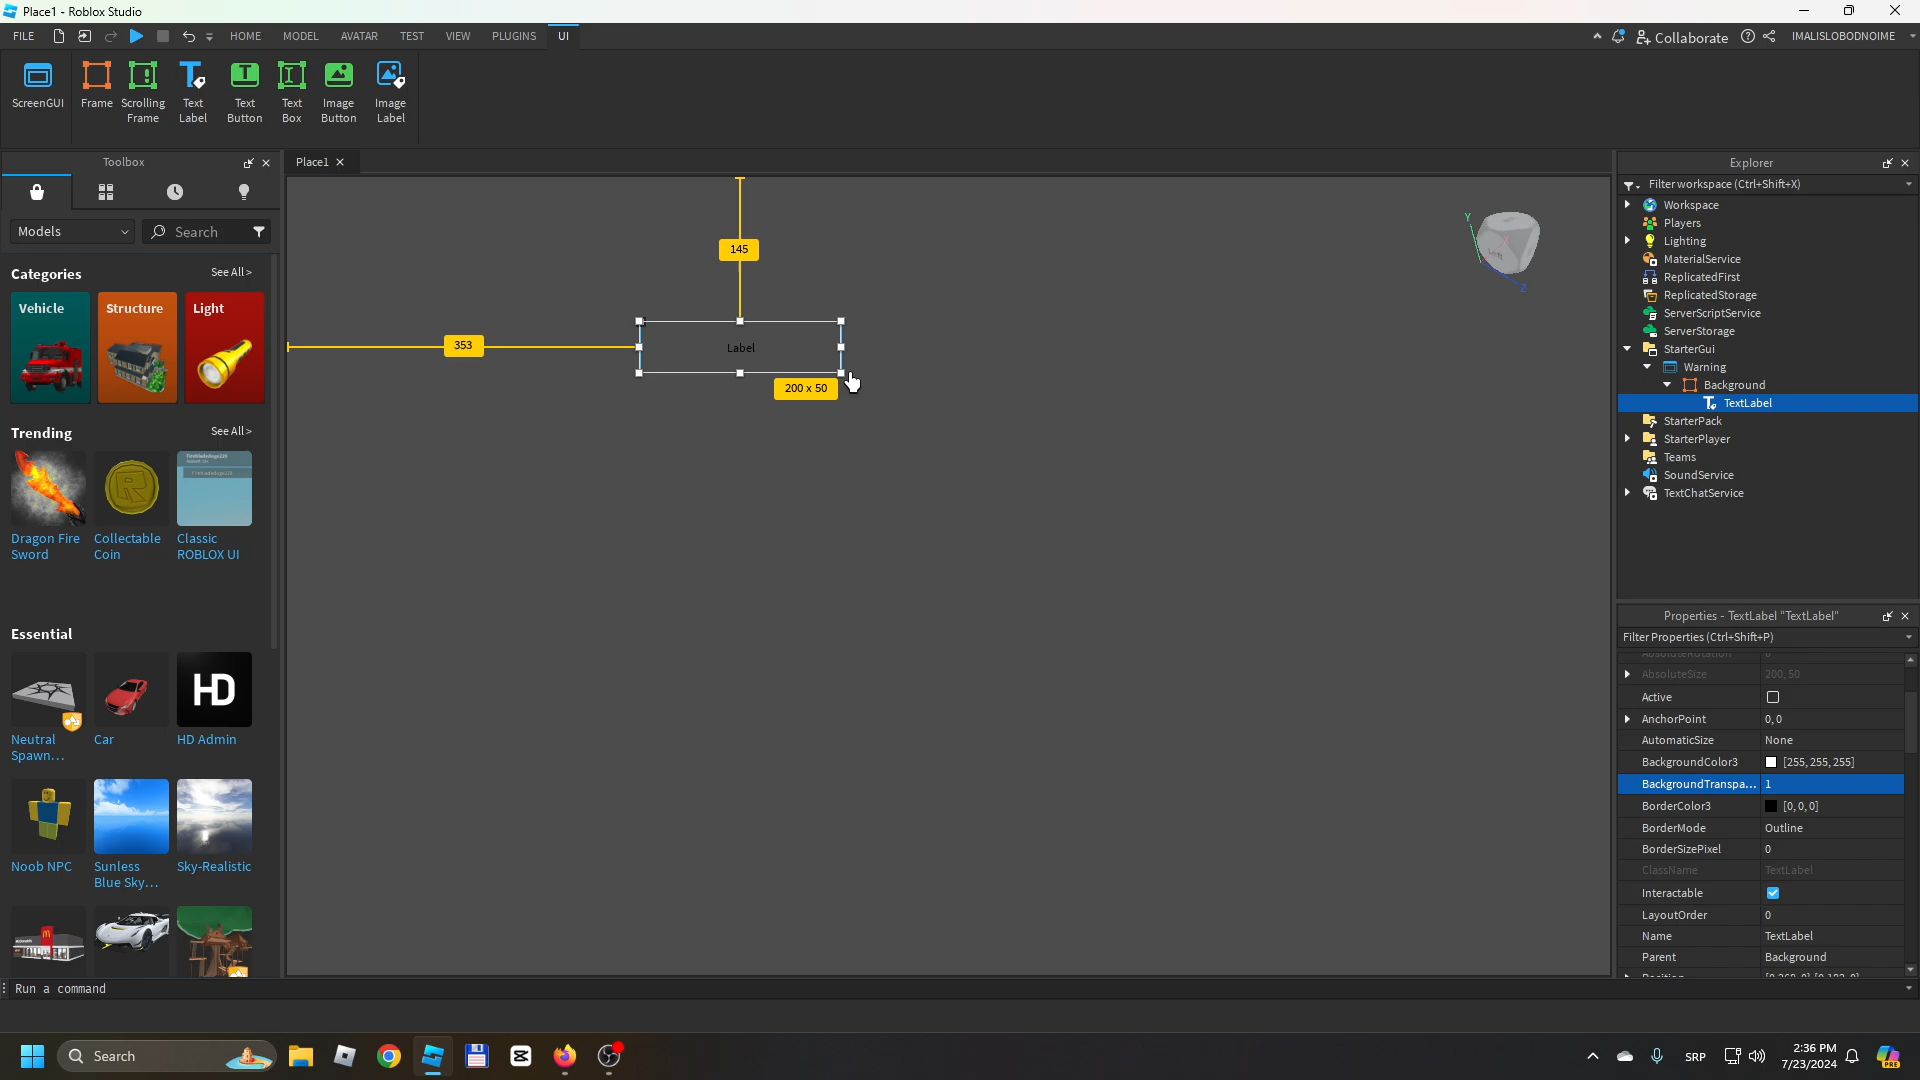 Place1 - Roblox Studio
FILE HOME MODEL AVATAR TEST VIEW PLUGINS UI Collaborate IMALISLOBODNOIME
ScreenGUI Frame Scrolling Frame Text Label Text Button Text Box Image Button Image Label
Toolbox
Models Search
Categories See All >
Vehicle Structure Light
Trending See All >
Dragon Fire Sword Collectable Coin Classic ROBLOX UI
Essential
HD
Neutral Spawn... Car HD Admin
Noob NPC Sunless Blue Sky... Sky-Realistic
Place1
145
353
Label
200 x 50
Y
Left
Z
Explorer
Filter workspace (Ctrl+Shift+X)
Workspace
Players
Lighting
MaterialService
ReplicatedFirst
ReplicatedStorage
ServerScriptService
ServerStorage
StarterGui
Warning
Background
TextLabel
StarterPack
StarterPlayer
Teams
SoundService
TextChatService
Properties - TextLabel "TextLabel"
Filter Properties (Ctrl+Shift+P)
AbsoluteRotation 0
AbsoluteSize 200, 50
Active
AnchorPoint 0, 0
AutomaticSize None
BackgroundColor3 [255, 255, 255]
BackgroundTranspa... 1
BorderColor3 [0, 0, 0]
BorderMode Outline
BorderSizePixel 0
ClassName TextLabel
Interactable
LayoutOrder 0
Name TextLabel
Parent Background
Run a command
Search
SRP
2:36 PM
7/23/2024
PRE